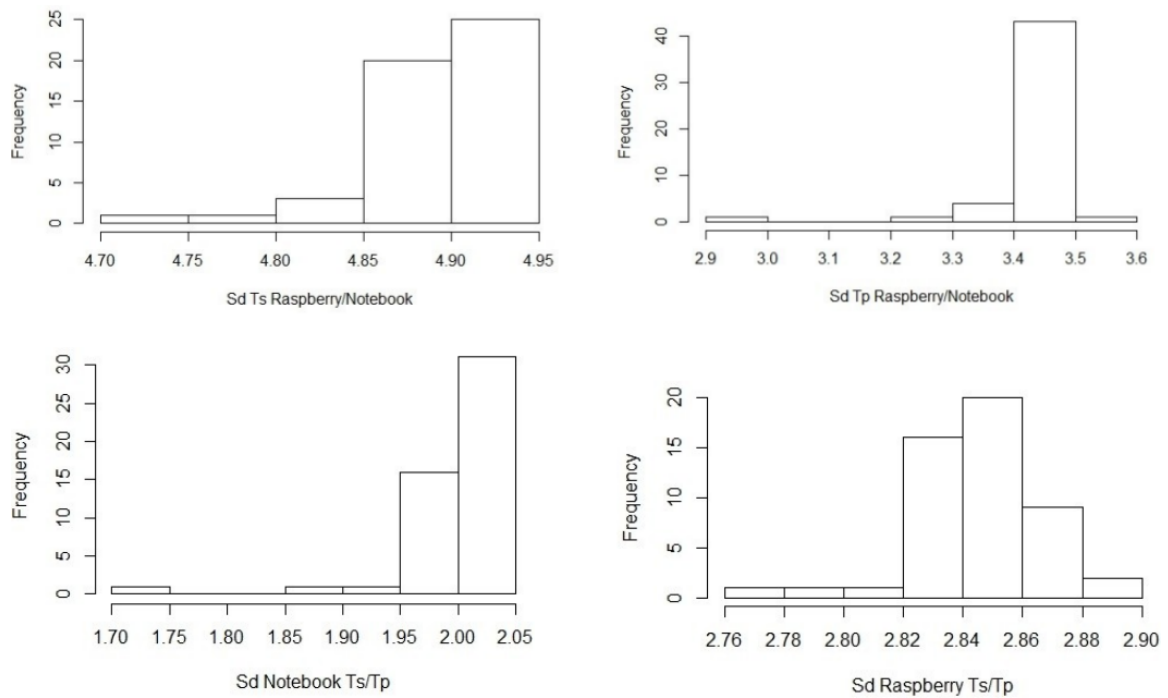 Frequency
25
20
15
10
5
0
4.70 4.75 4.80 4.85 4.90 4.95
Sd Ts Raspberry/Notebook
Frequency
40
30
20
10
0
2.9 3.0 3.1 3.2 3.3 3.4 3.5 3.6
Sd Tp Raspberry/Notebook
Frequency
30
25
20
15
10
5
0
1.70 1.75 1.80 1.85 1.90 1.95 2.00 2.05
Sd Notebook Ts/Tp
Frequency
20
15
10
5
0
2.76 2.78 2.80 2.82 2.84 2.86 2.88 2.90
Sd Raspberry Ts/Tp